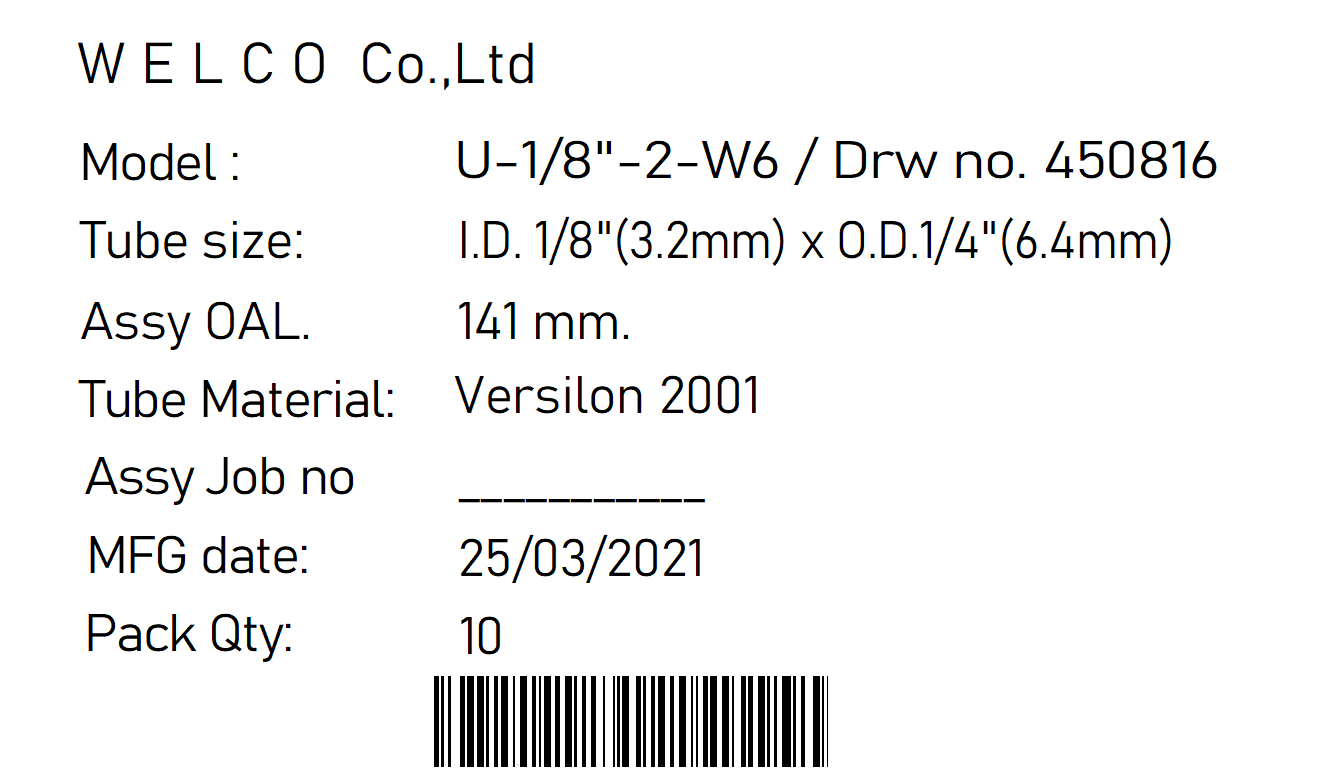 W E L C O Co.,Ltd
Model : U-1/8"-2-W6 / Drw no. 450816
Tube size: I.D. 1/8"(3.2mm) x O.D.1/4"(6.4mm)
Assy OAL. 141 mm.
Tube Material: Versilon 2001
Assy Job no ___________
MFG date: 25/03/2021
Pack Qty: 10